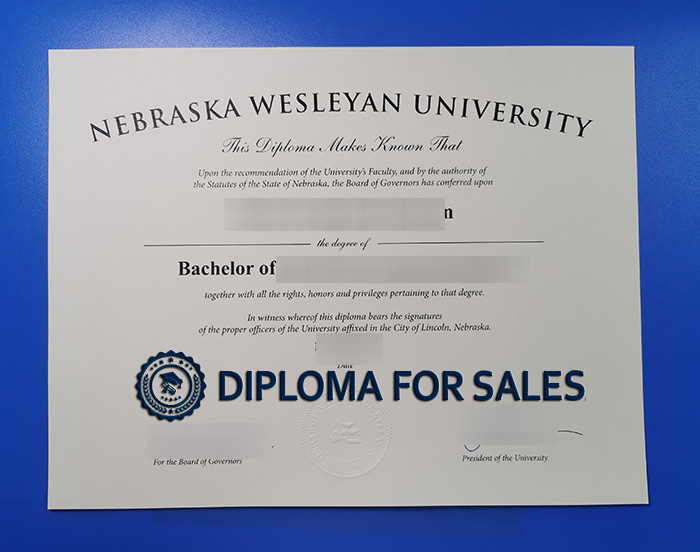 NEBRASKA WESLEYAN UNIVERSITY
This Diploma Makes Known That
Upon the recommendation of the University's Faculty, and by the authority of
the Statutes of the State of Nebraska, the Board of Governors has conferred upon
n
the degree of
Bachelor of
together with all the rights, honors and privileges pertaining to that degree.
In witness whereof this diploma bears the signatures
of the proper officers of the University affixed in the City of Lincoln, Nebraska.
DIPLOMA FOR SALES
For the Board of Governors
President of the University